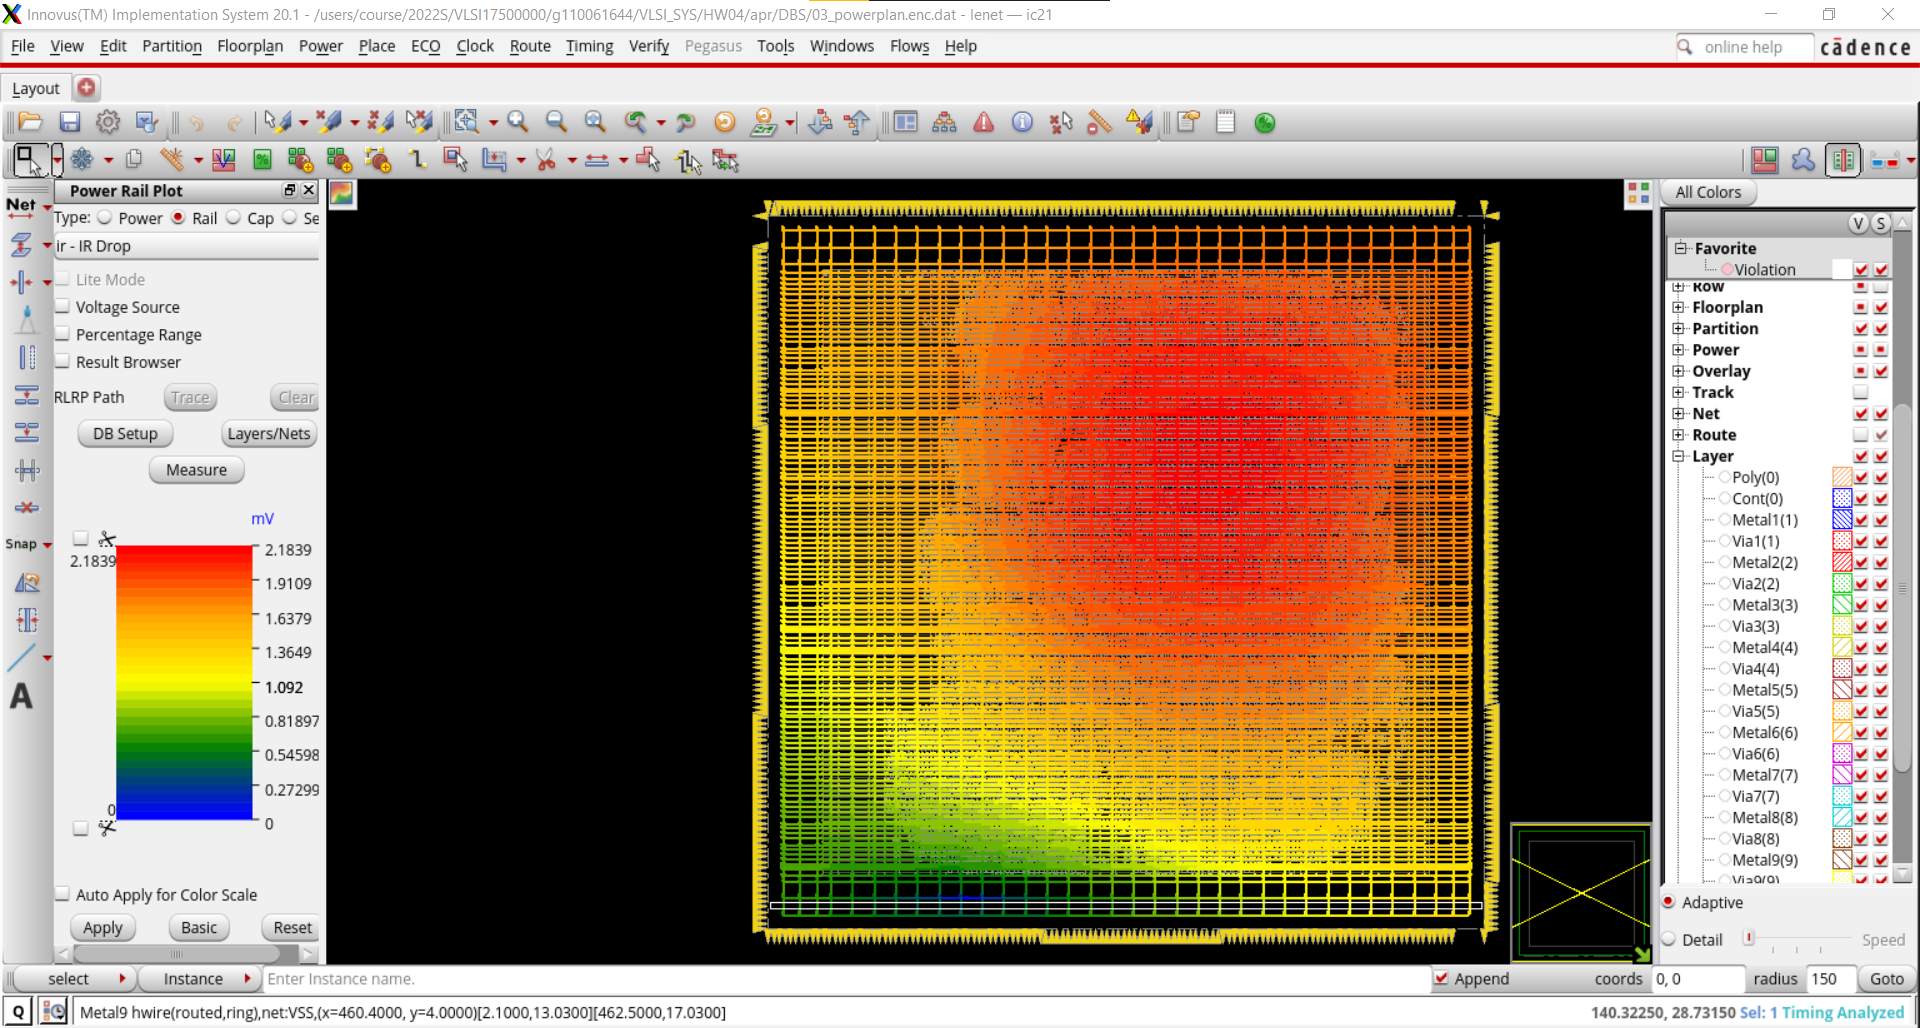 Innovus(TM) Implementation System 20.1 - /users/course/2022S/VLSI17500000/g110061644/VLSI_SYS/HW04/apr/DBS/03_powerplan.enc.dat - lenet — ic21
File View Edit Partition Floorplan Power Place ECO Clock Route Timing Verify Pegasus Tools Windows Flows Help
online help
cādence
Layout
Net
Snap
A
Power Rail Plot
Type: Power Rail Cap Se
ir - IR Drop
Lite Mode
Voltage Source
Percentage Range
Result Browser
RLRP Path Trace Clear
DB Setup Layers/Nets
Measure
mV
2.1839
2.1839
1.9109
1.6379
1.3649
1.092
0.81897
0.54598
0.27299
0
0
Auto Apply for Color Scale
Apply Basic Reset
All Colors
V S
Favorite
Violation
Row
Floorplan
Partition
Power
Overlay
Track
Net
Route
Layer
Poly(0)
Cont(0)
Metal1(1)
Via1(1)
Metal2(2)
Via2(2)
Metal3(3)
Via3(3)
Metal4(4)
Via4(4)
Metal5(5)
Via5(5)
Metal6(6)
Via6(6)
Metal7(7)
Via7(7)
Metal8(8)
Via8(8)
Metal9(9)
Via9(9)
Adaptive
Detail Speed
select Instance Enter Instance name. Append coords 0, 0 radius 150 Goto
Q Metal9 hwire(routed,ring),net:VSS,(x=460.4000, y=4.0000)[2.1000,13.0300][462.5000,17.0300] 140.32250, 28.73150 Sel: 1 Timing Analyzed